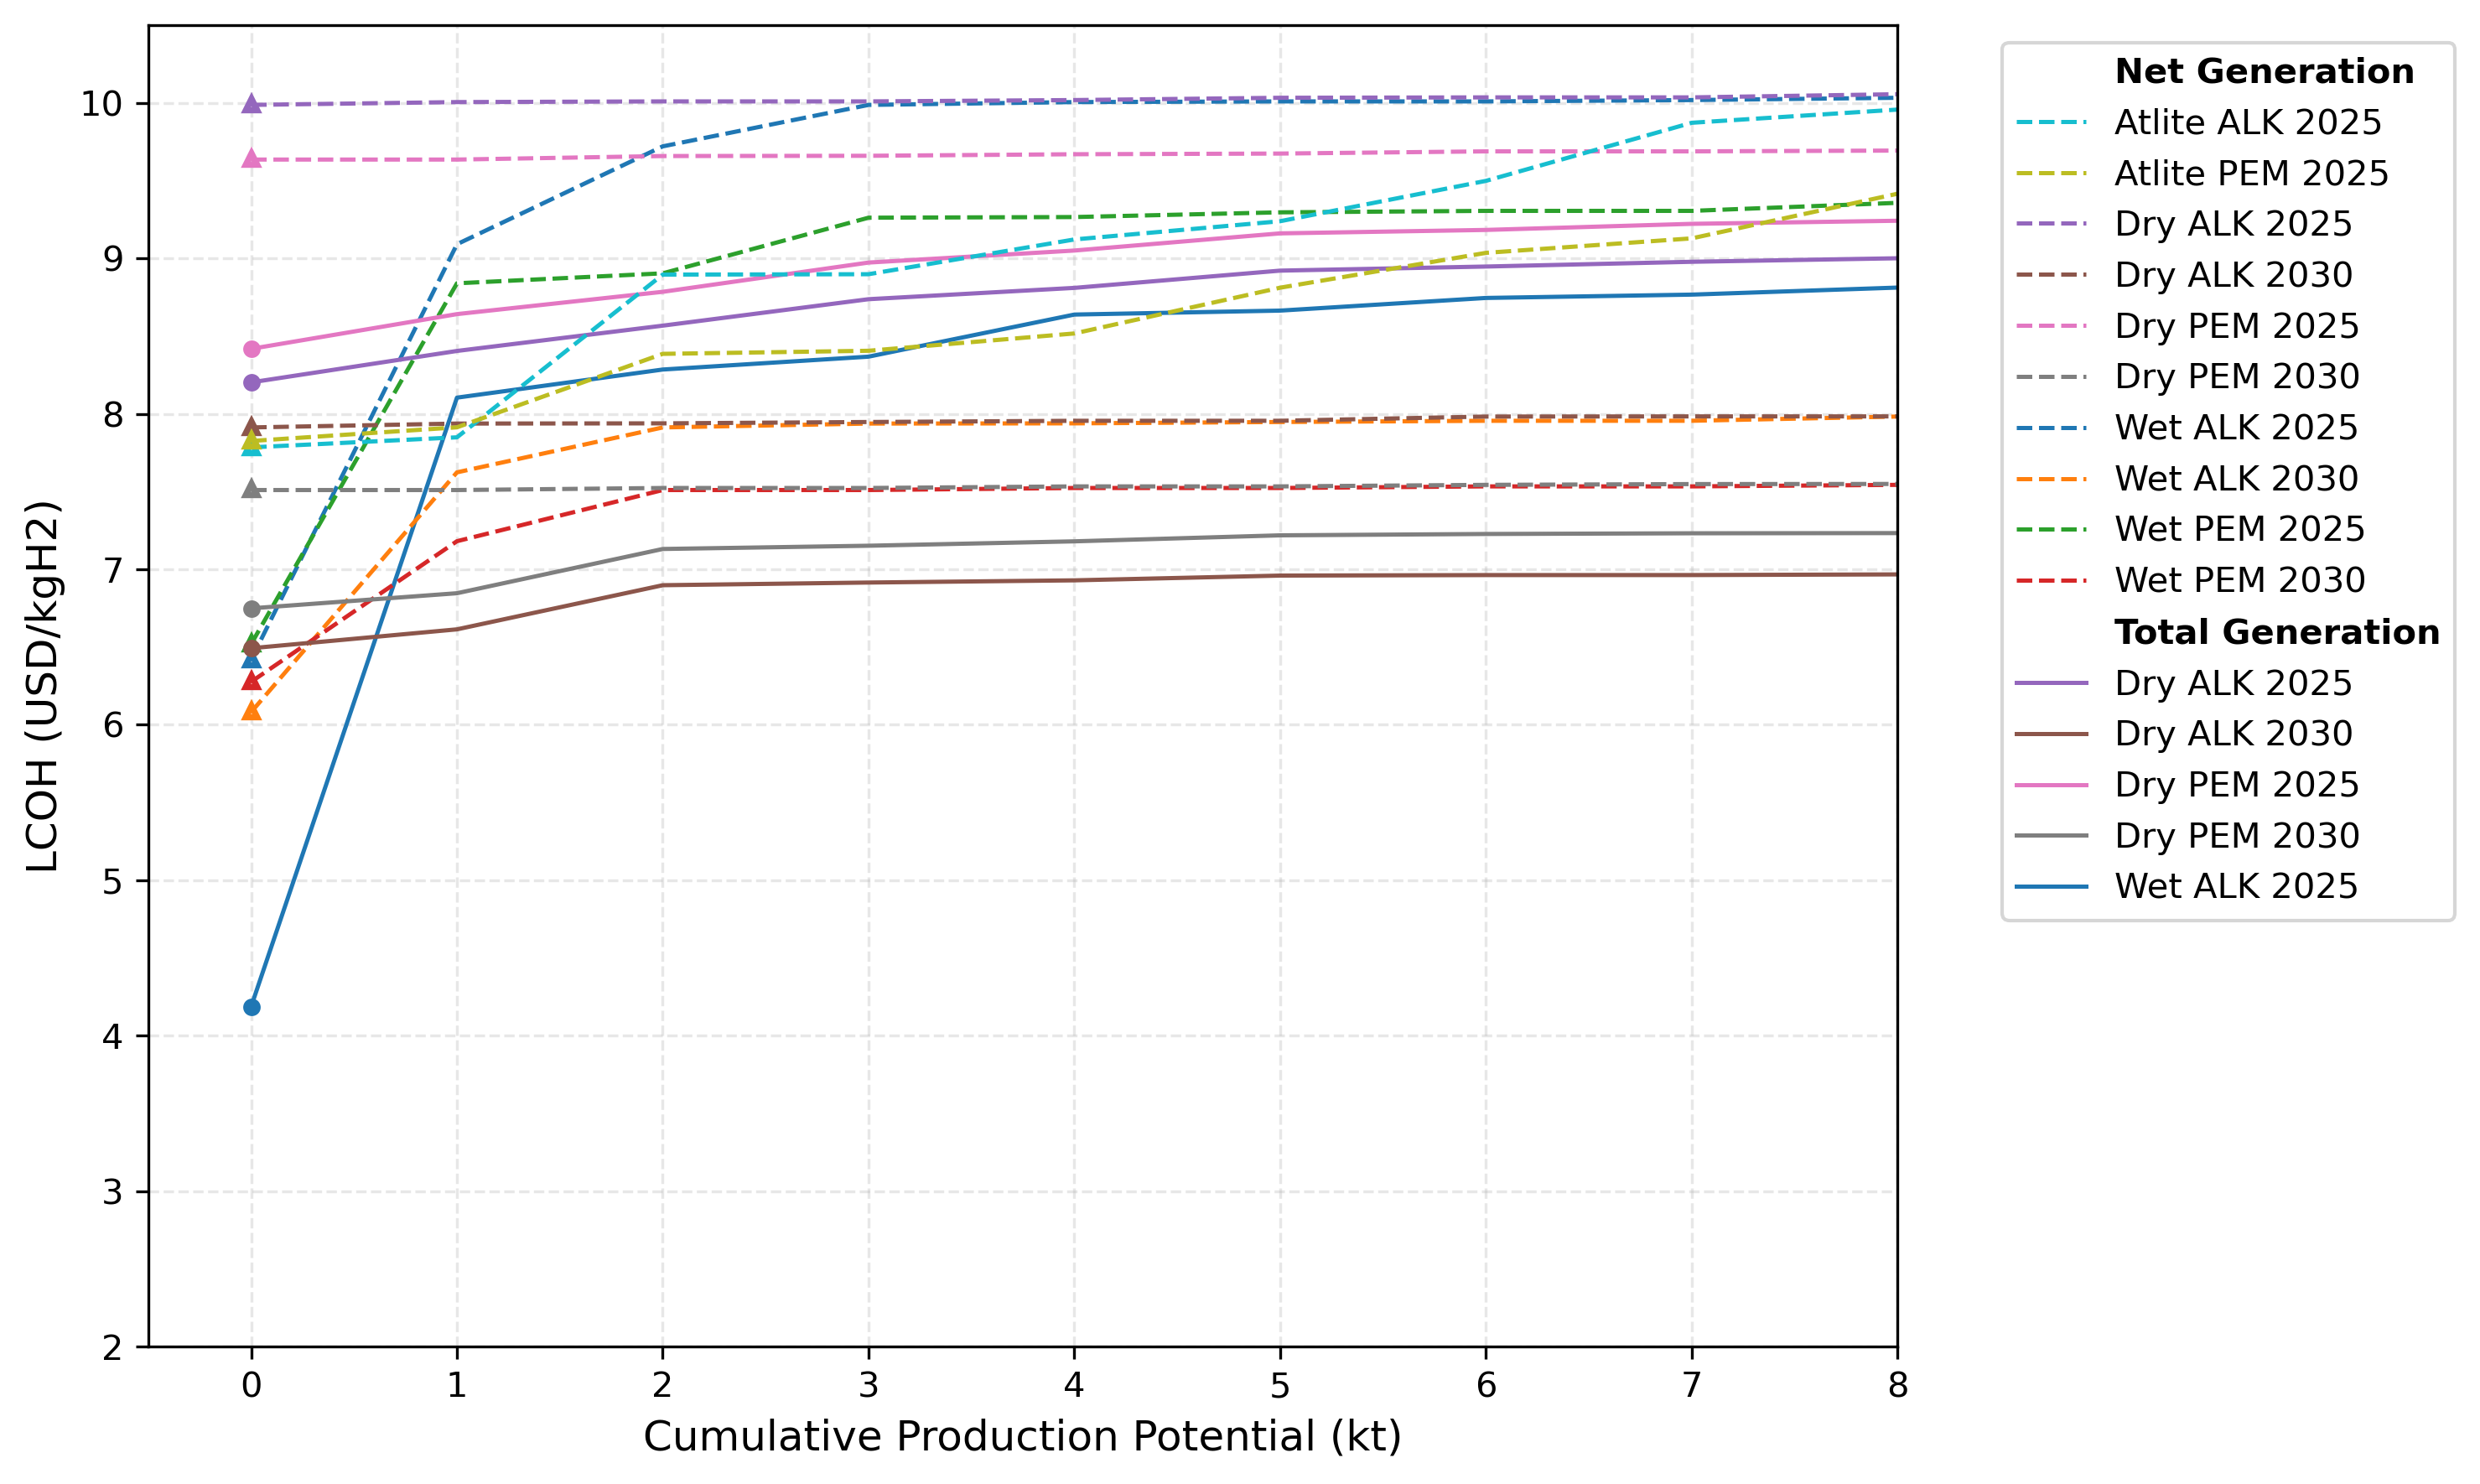 10
9
8
7
6
5
4
3
2
LCOH (USD/kgH2)
0 1 2 3 4 5 6 7 8
Cumulative Production Potential (kt)
Net Generation
Atlite ALK 2025
Atlite PEM 2025
Dry ALK 2025
Dry ALK 2030
Dry PEM 2025
Dry PEM 2030
Wet ALK 2025
Wet ALK 2030
Wet PEM 2025
Wet PEM 2030
Total Generation
Dry ALK 2025
Dry ALK 2030
Dry PEM 2025
Dry PEM 2030
Wet ALK 2025